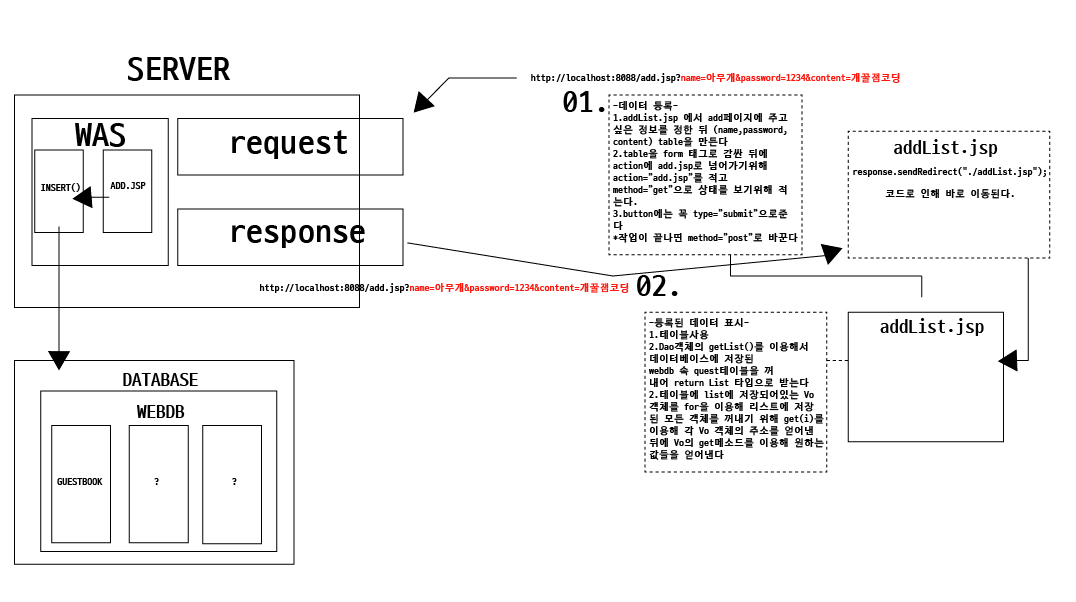 SERVER
http://localhost:8088/add.jsp?name=아무개&password=1234&content=개꿀잼코딩
01.
WAS
request
INSERT()
ADD.JSP
response
-데이터 등록-
1.addList.jsp 에서 add페이지에 주고
싶은 정보를 정한 뒤 (name,password,
content) table을 만든다
2.table을 form 태그로 감싼 뒤에
action에 add.jsp로 넘어가기위해
action="add.jsp"를 적고
method="get"으로 상태를 보기위해 적
는다.
3.button에는 꼭 type="submit"으로준
다
*작업이 끝나면 method="post"로 바꾼다
addList.jsp
response.sendRedirect("./addList.jsp");
코드로 인해 바로 이동된다.
http://localhost:8088/add.jsp?name=아무개&password=1234&content=개꿀잼코딩
02.
-등록된 데이터 표시-
1.테이블사용
2.Dao객체의 getList()를 이용해서
데이터베이스에 저장된
webdb 속 quest테이블을 꺼
내어 return List 타입으로 받는다
2.테이블에 list에 저장되어있는 Vo
객체를 for을 이용해 리스트에 저장
된 모든 객체를 꺼내기 위해 get(i)를
이용해 각 Vo 객체의 주소를 얻어낸
뒤에 Vo의 get메소드를 이용해 원하는
값들을 얻어낸다
addList.jsp
DATABASE
WEBDB
GUESTBOOK
?
?